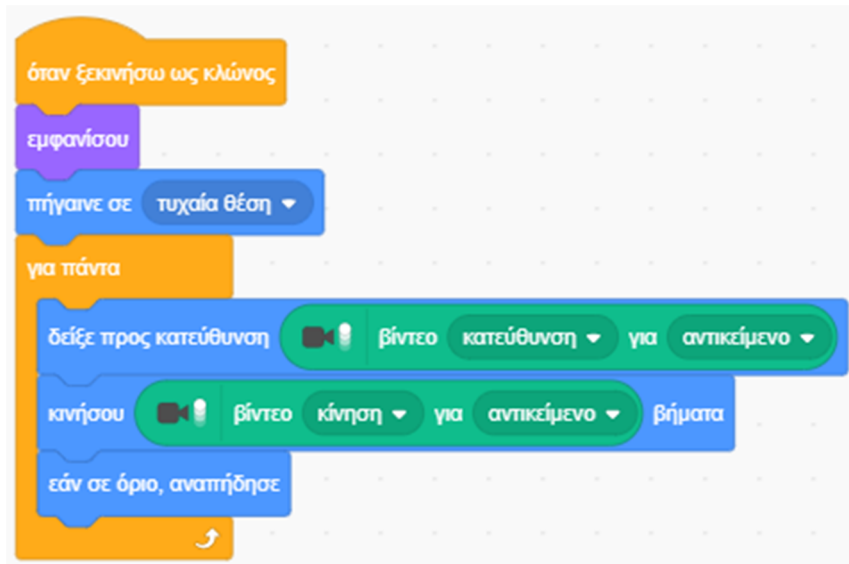 όταν ξεκινήσω ως κλώνος
εμφανίσου
πήγαινε σε τυχαία θέση
για πάντα
δείξε προς κατεύθυνση βίντεο κατεύθυνση για αντικείμενο
κινήσου βίντεο κίνηση για αντικείμενο βήματα
εάν σε όριο, αναπήδησε